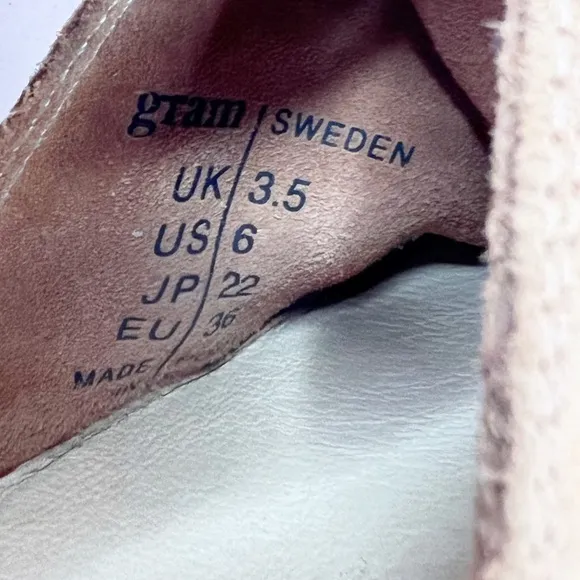 gram / SWEDEN
UK / 3.5
US / 6
JP / 22
EU / 36
MADE /